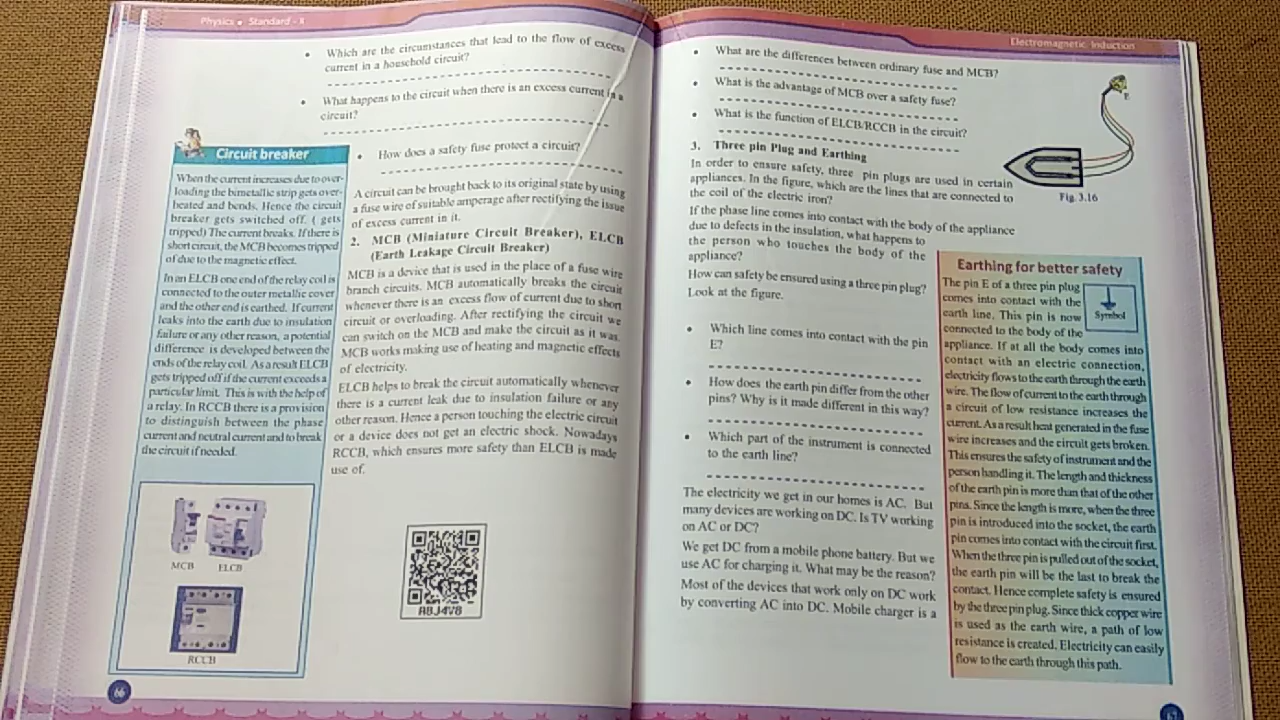 Physics • Standard - X
• Which are the circumstances that lead to the flow of excess
current in a household circuit?
• What happens to the circuit when there is an excess current in a
circuit?
Circuit breaker
When the current increases due to over-
loading the bimetallic strip gets over-
heated and bends. Hence the circuit
breaker gets switched off. ( gets
tripped) The current breaks. If there is
short circuit, the MCB becomes tripped
of due to the magnetic effect.
In an ELCB one end of the relay coil is
connected to the outer metallic cover
and the other end is earthed. If current
leaks into the earth due to insulation
failure or any other reason, a potential
difference is developed between the
ends of the relay coil. As a result ELCB
gets tripped off if the current exceeds a
particular limit. This is with the help of
a relay. In RCCB there is a provision
to distinguish between the phase
current and neutral current and to break
the circuit if needed.
MCB
ELCB
RCCB
• How does a safety fuse protect a circuit?
A circuit can be brought back to its original state by using
a fuse wire of suitable amperage after rectifying the issue
of excess current in it.
2. MCB (Miniature Circuit Breaker), ELCB
(Earth Leakage Circuit Breaker)
MCB is a device that is used in the place of a fuse wire
branch circuits. MCB automatically breaks the circuit
whenever there is an excess flow of current due to short
circuit or overloading. After rectifying the circuit we
can switch on the MCB and make the circuit as it was.
MCB works making use of heating and magnetic effects
of electricity.
ELCB helps to break the circuit automatically whenever
there is a current leak due to insulation failure or any
other reason. Hence a person touching the electric circuit
or a device does not get an electric shock. Nowadays
RCCB, which ensures more safety than ELCB is made
use of.
A8J4V8
66
Electromagnetic Induction
• What are the differences between ordinary fuse and MCB?
• What is the advantage of MCB over a safety fuse?
• What is the function of ELCB/RCCB in the circuit?
3. Three pin Plug and Earthing
In order to ensure safety, three pin plugs are used in certain
appliances. In the figure, which are the lines that are connected to
the coil of the electric iron?
E
Fig. 3.16
If the phase line comes into contact with the body of the appliance
due to defects in the insulation, what happens to
the person who touches the body of the
appliance?
How can safety be ensured using a three pin plug?
Look at the figure.
• Which line comes into contact with the pin
E?
• How does the earth pin differ from the other
pins? Why is it made different in this way?
• Which part of the instrument is connected
to the earth line?
The electricity we get in our homes is AC. But
many devices are working on DC. Is TV working
on AC or DC?
We get DC from a mobile phone battery. But we
use AC for charging it. What may be the reason?
Most of the devices that work only on DC work
by converting AC into DC. Mobile charger is a
Earthing for better safety
The pin E of a three pin plug
comes into contact with the
earth line. This pin is now
connected to the body of the
Symbol
appliance. If at all the body comes into
contact with an electric connection,
electricity flows to the earth through the earth
wire. The flow of current to the earth through
a circuit of low resistance increases the
current. As a result heat generated in the fuse
wire increases and the circuit gets broken.
This ensures the safety of instrument and the
person handling it. The length and thickness
of the earth pin is more than that of the other
pins. Since the length is more, when the three
pin is introduced into the socket, the earth
pin comes into contact with the circuit first.
When the three pin is pulled out of the socket,
the earth pin will be the last to break the
contact. Hence complete safety is ensured
by the three pin plug. Since thick copper wire
is used as the earth wire, a path of low
resistance is created. Electricity can easily
flow to the earth through this path.
67